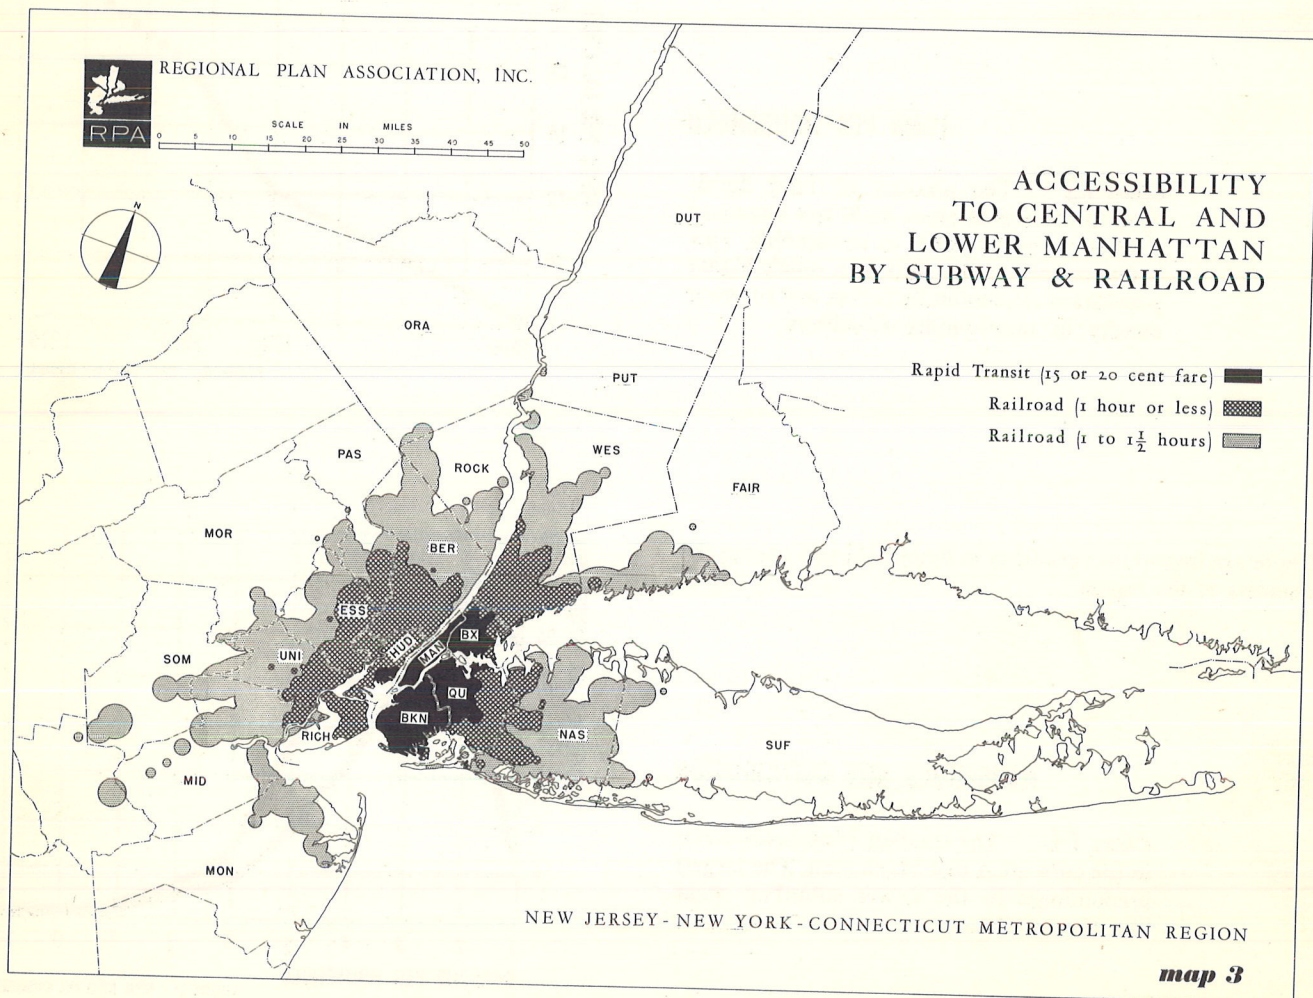 RPA
REGIONAL PLAN ASSOCIATION, INC.
SCALE IN MILES
0 5 10 15 20 25 30 35 40 45 50
N
ACCESSIBILITY
TO CENTRAL AND
LOWER MANHATTAN
BY SUBWAY & RAILROAD
Rapid Transit (15 or 20 cent fare)
Railroad (1 hour or less)
Railroad (1 to 1½ hours)
DUT
ORA
PUT
PAS
ROCK
WES
FAIR
MOR
BER
ESS
BX
HUD
MAN
SOM
UNI
QU
BKN
RICH
NAS
SUF
MID
MON
NEW JERSEY - NEW YORK - CONNECTICUT METROPOLITAN REGION
map 3